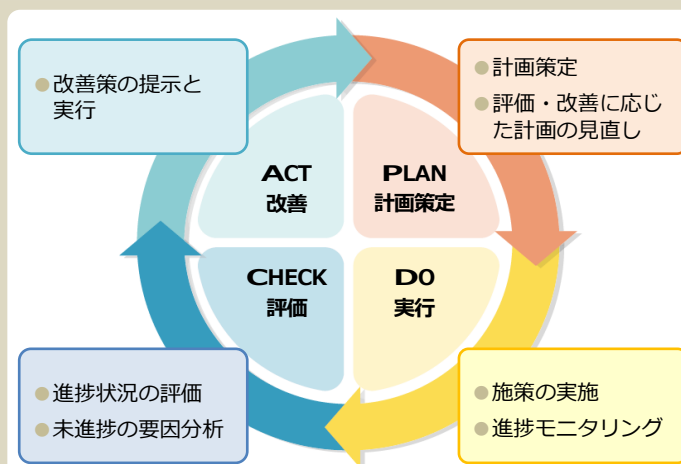 ●改善策の提示と
実行
●計画策定
●評価・改善に応じ
た計画の見直し
ACT
改善
PLAN
計画策定
CHECK
評価
DO
実行
●進捗状況の評価
●未進捗の要因分析
●施策の実施
●進捗モニタリング